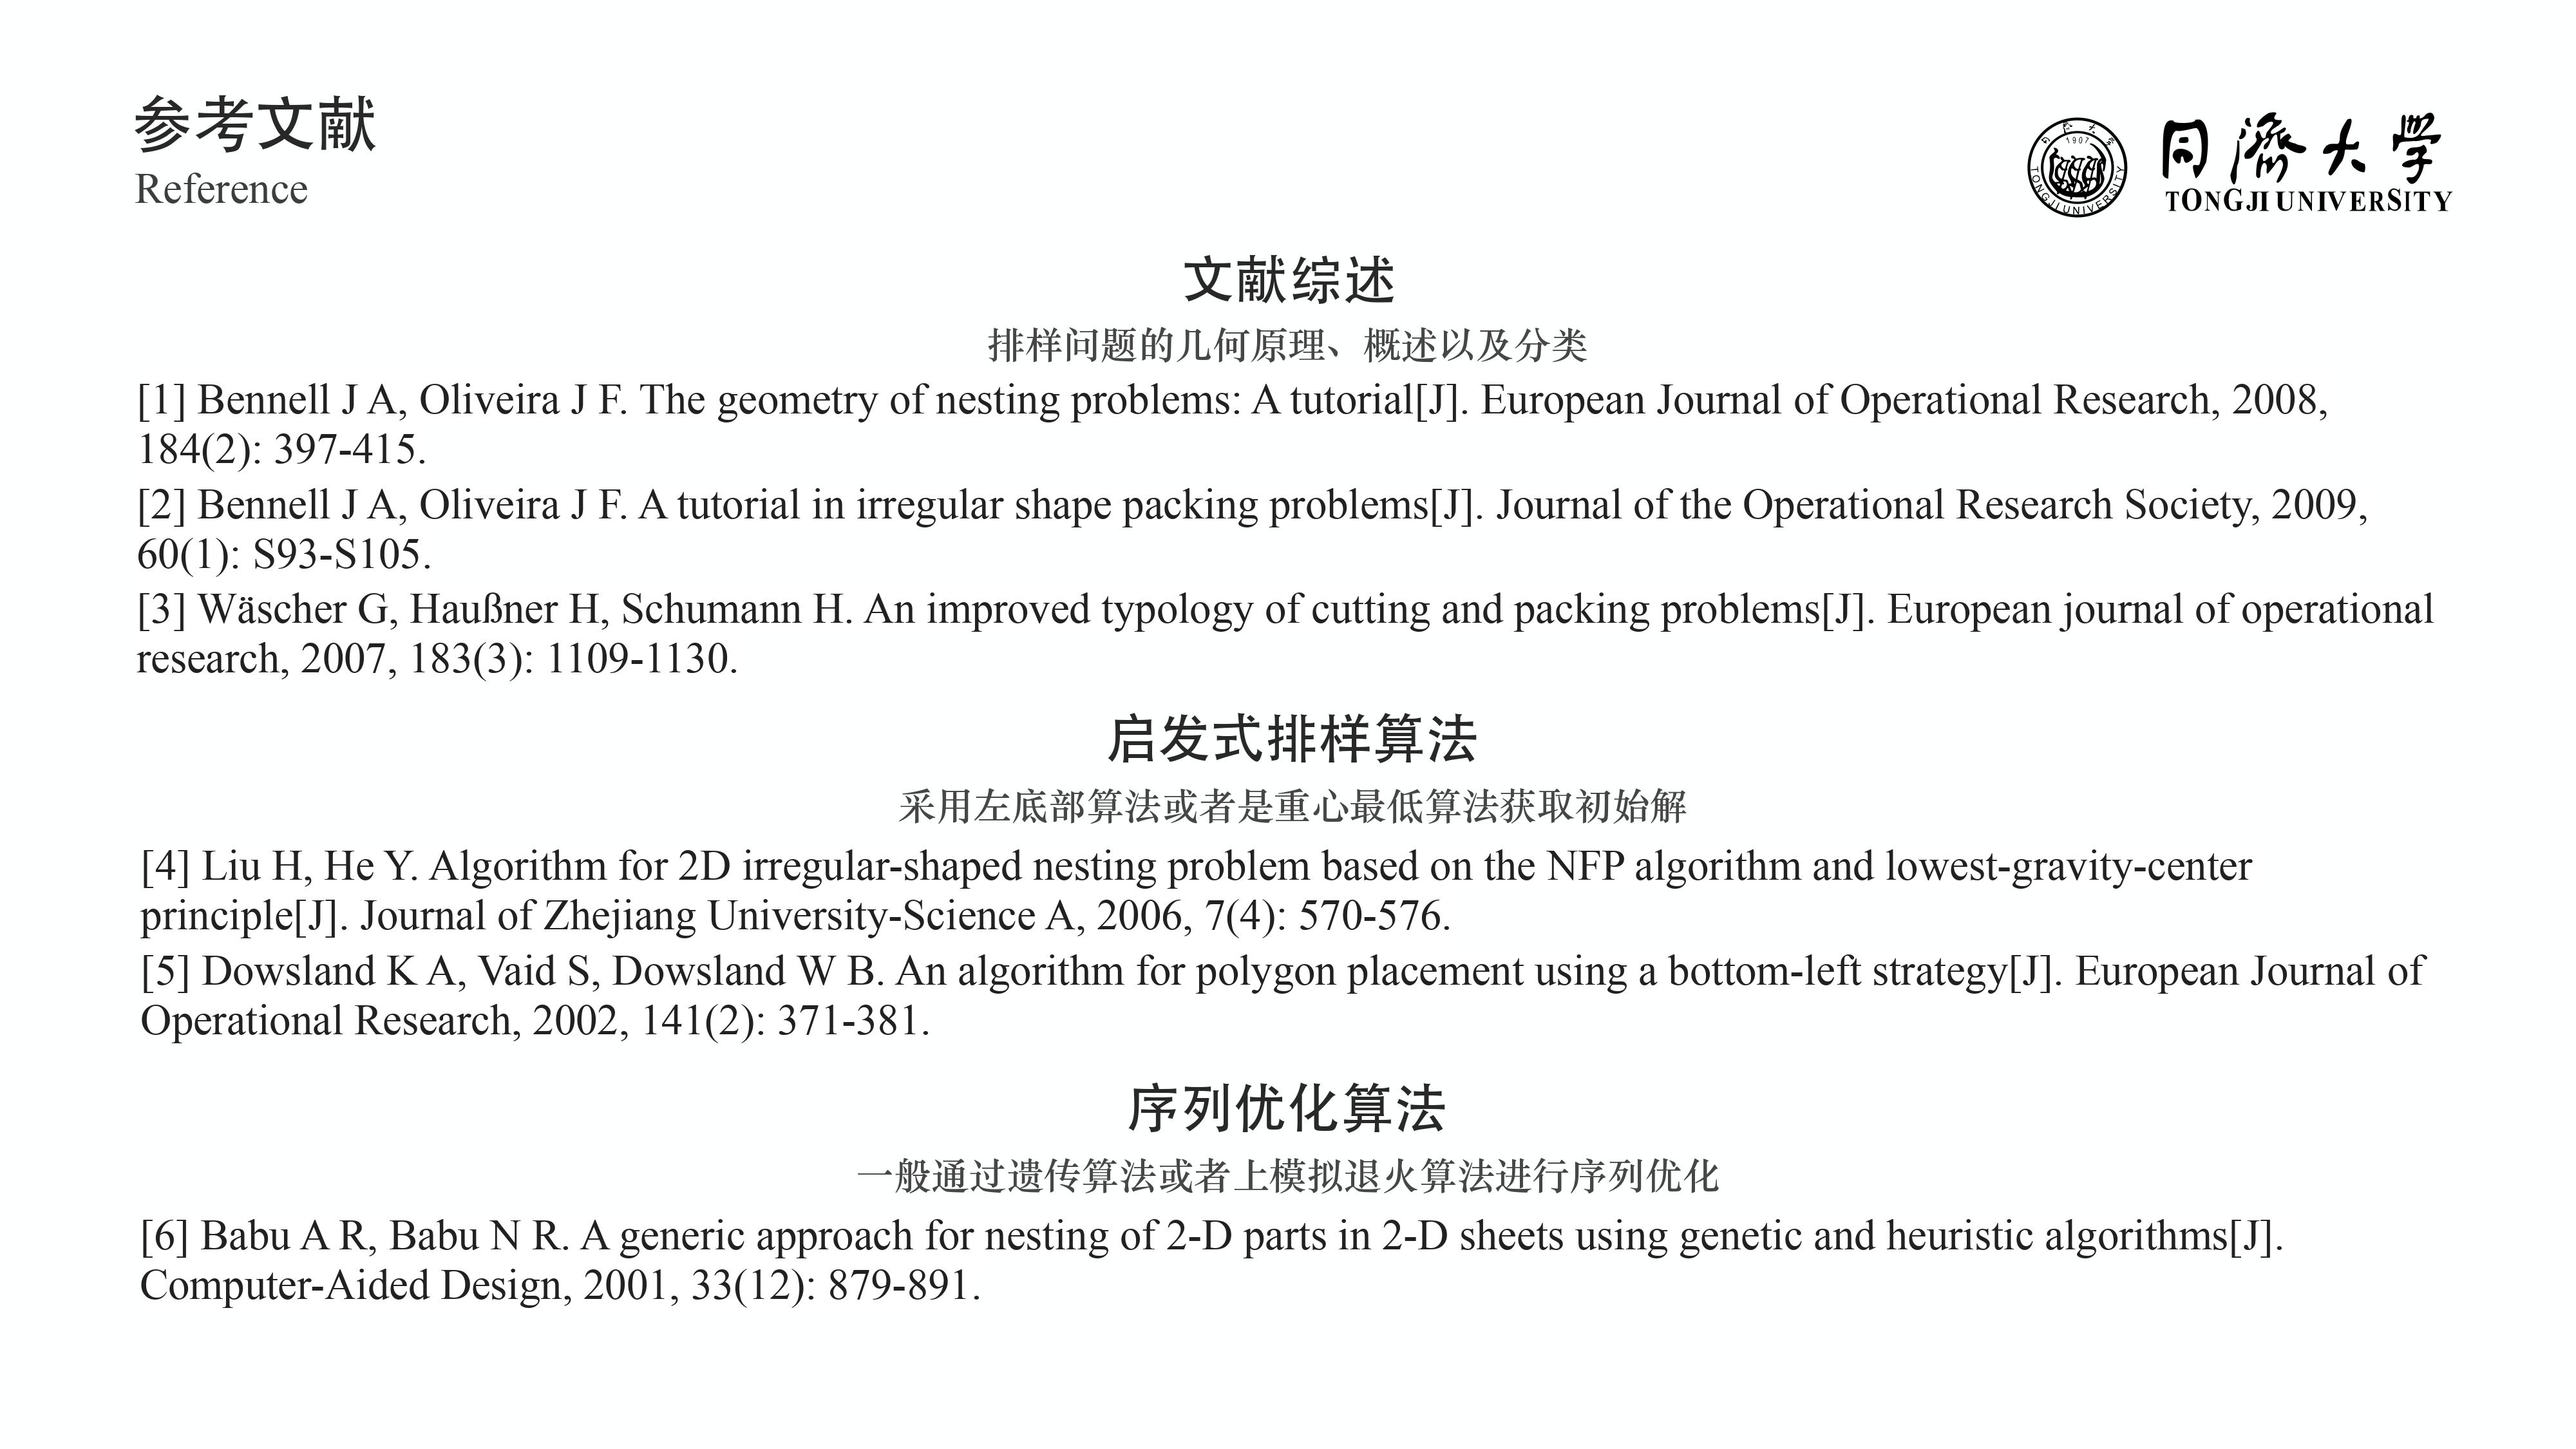 参考文献
Reference
1907
TONGJI UNIVERSITY
同濟大学
TONGJI UNIVERSITY
文献综述
排样问题的几何原理、概述以及分类
[1] Bennell J A, Oliveira J F. The geometry of nesting problems: A tutorial[J]. European Journal of Operational Research, 2008,
184(2): 397-415.
[2] Bennell J A, Oliveira J F. A tutorial in irregular shape packing problems[J]. Journal of the Operational Research Society, 2009,
60(1): S93-S105.
[3] Wäscher G, Haußner H, Schumann H. An improved typology of cutting and packing problems[J]. European journal of operational
research, 2007, 183(3): 1109-1130.
启发式排样算法
采用左底部算法或者是重心最低算法获取初始解
[4] Liu H, He Y. Algorithm for 2D irregular-shaped nesting problem based on the NFP algorithm and lowest-gravity-center
principle[J]. Journal of Zhejiang University-Science A, 2006, 7(4): 570-576.
[5] Dowsland K A, Vaid S, Dowsland W B. An algorithm for polygon placement using a bottom-left strategy[J]. European Journal of
Operational Research, 2002, 141(2): 371-381.
序列优化算法
一般通过遗传算法或者上模拟退火算法进行序列优化
[6] Babu A R, Babu N R. A generic approach for nesting of 2-D parts in 2-D sheets using genetic and heuristic algorithms[J].
Computer-Aided Design, 2001, 33(12): 879-891.